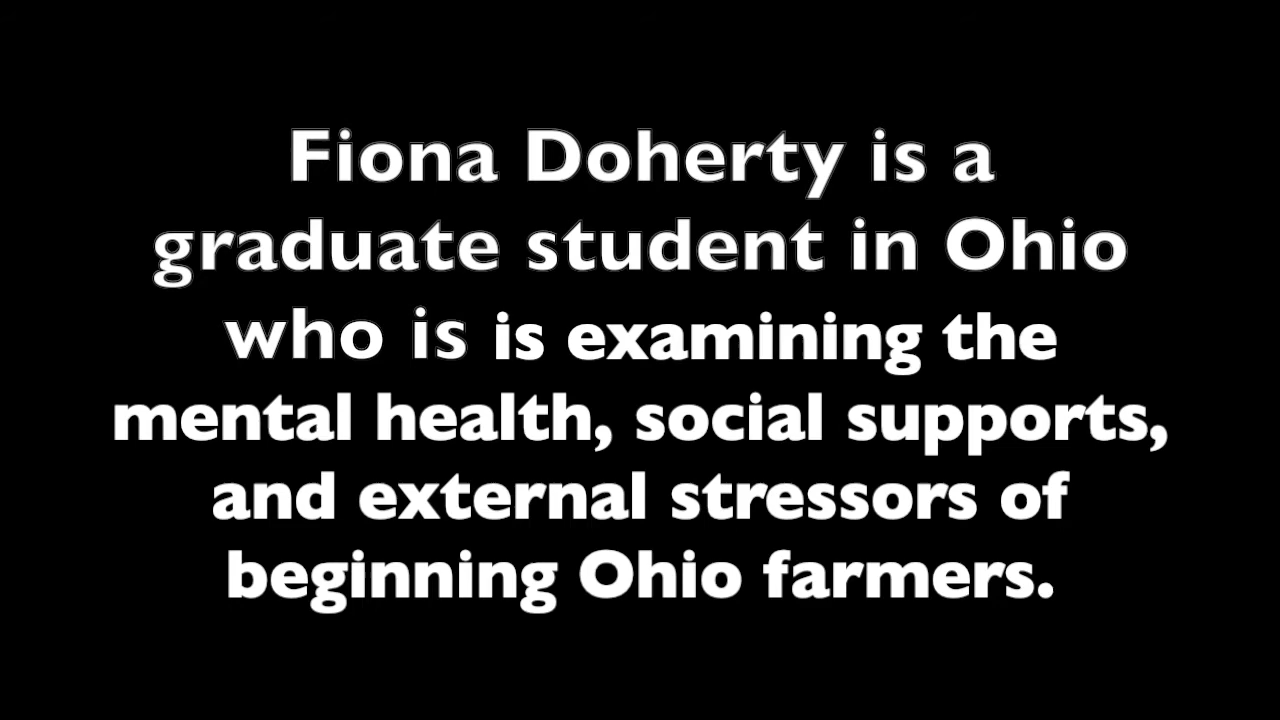 Fiona Doherty is a
graduate student in Ohio
who is is examining the
mental health, social supports,
and external stressors of
beginning Ohio farmers.